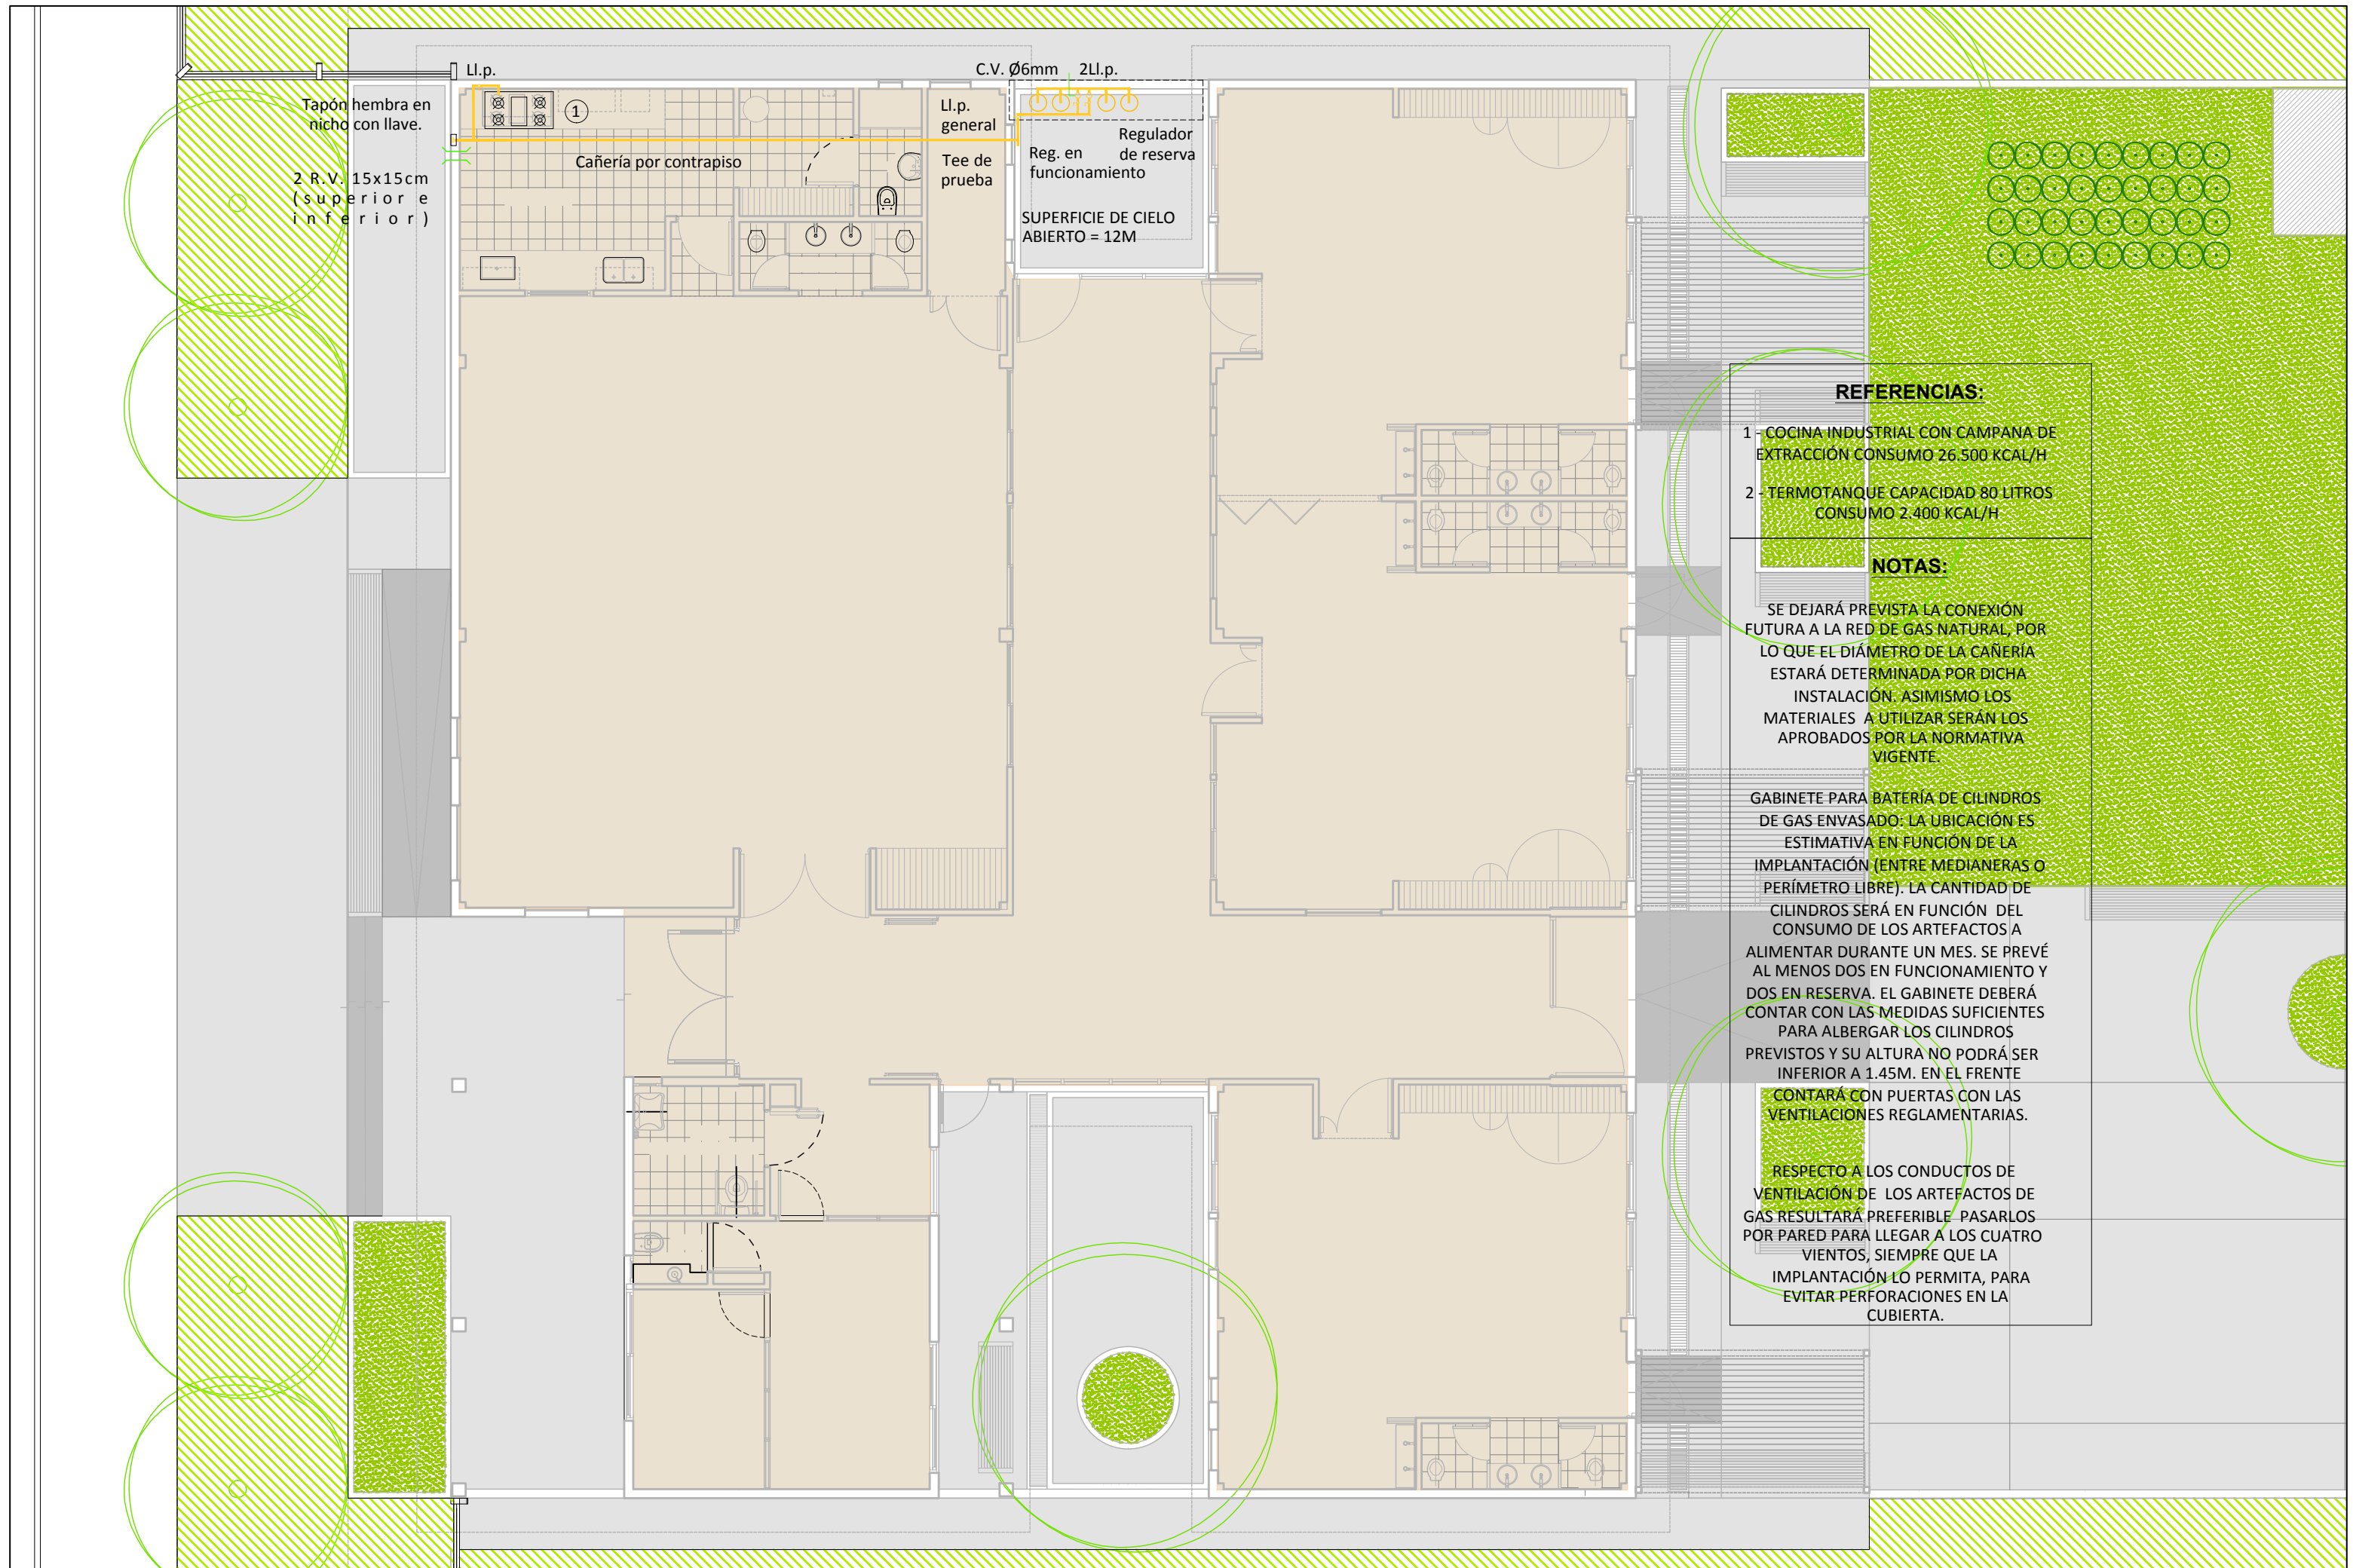 Ll.p.
C.V. Ø6mm
2Ll.p.
Tapón hembra en
nicho con llave.
1
Ll.p.
general
Regulador
de reserva
Cañería por contrapiso
Tee de
prueba
Reg. en
funcionamiento
2 R.V. 15x15cm
(superior e
inferior)
SUPERFICIE DE CIELO
ABIERTO = 12M
REFERENCIAS:
1 - COCINA INDUSTRIAL CON CAMPANA DE
EXTRACCIÓN CONSUMO 26.500 KCAL/H
2 - TERMOTANQUE CAPACIDAD 80 LITROS
CONSUMO 2.400 KCAL/H
NOTAS:
SE DEJARÁ PREVISTA LA CONEXIÓN
FUTURA A LA RED DE GAS NATURAL, POR
LO QUE EL DIÁMETRO DE LA CAÑERÍA
ESTARÁ DETERMINADA POR DICHA
INSTALACIÓN. ASIMISMO LOS
MATERIALES A UTILIZAR SERÁN LOS
APROBADOS POR LA NORMATIVA
VIGENTE.
GABINETE PARA BATERÍA DE CILINDROS
DE GAS ENVASADO: LA UBICACIÓN ES
ESTIMATIVA EN FUNCIÓN DE LA
IMPLANTACIÓN (ENTRE MEDIANERAS O
PERÍMETRO LIBRE). LA CANTIDAD DE
CILINDROS SERÁ EN FUNCIÓN DEL
CONSUMO DE LOS ARTEFACTOS A
ALIMENTAR DURANTE UN MES. SE PREVÉ
AL MENOS DOS EN FUNCIONAMIENTO Y
DOS EN RESERVA. EL GABINETE DEBERÁ
CONTAR CON LAS MEDIDAS SUFICIENTES
PARA ALBERGAR LOS CILINDROS
PREVISTOS Y SU ALTURA NO PODRÁ SER
INFERIOR A 1.45M. EN EL FRENTE
CONTARÁ CON PUERTAS CON LAS
VENTILACIONES REGLAMENTARIAS.
RESPECTO A LOS CONDUCTOS DE
VENTILACIÓN DE LOS ARTEFACTOS DE
GAS RESULTARÁ PREFERIBLE PASARLOS
POR PARED PARA LLEGAR A LOS CUATRO
VIENTOS, SIEMPRE QUE LA
IMPLANTACIÓN LO PERMITA, PARA
EVITAR PERFORACIONES EN LA
CUBIERTA.